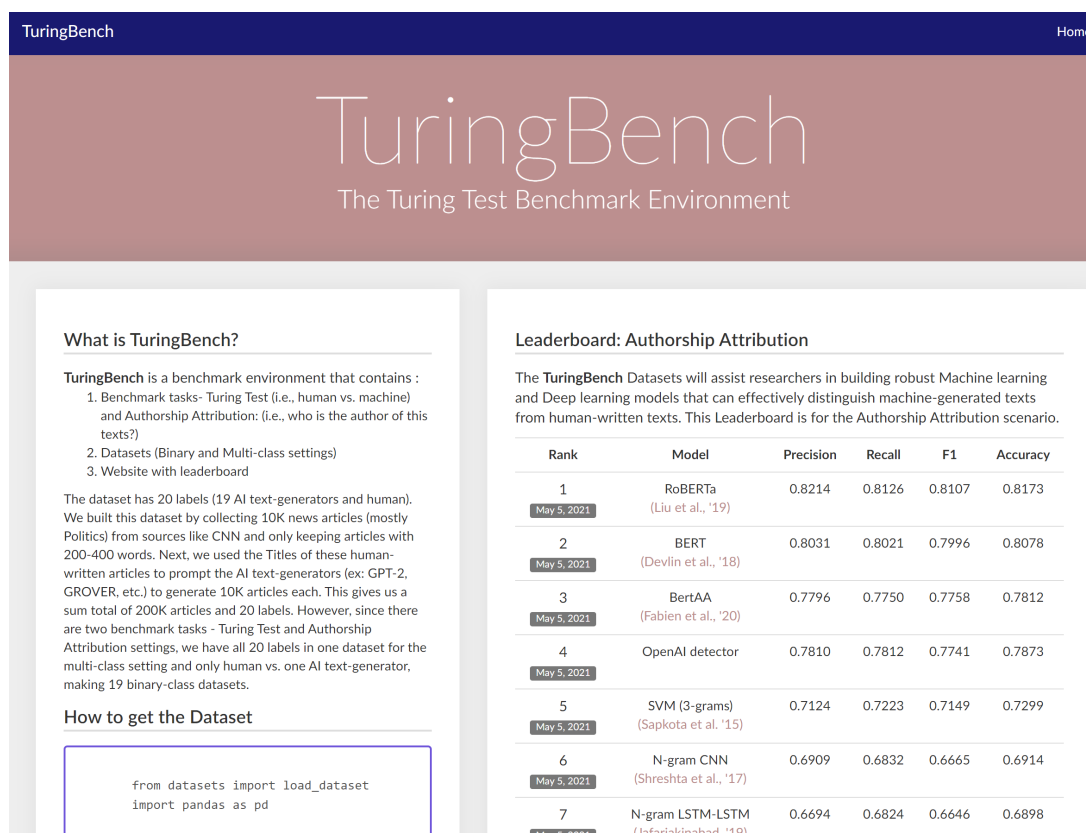 TuringBench
Home
TuringBench
The Turing Test Benchmark Environment
What is TuringBench?
TuringBench is a benchmark environment that contains :
1. Benchmark tasks- Turing Test (i.e., human vs. machine)
and Authorship Attribution: (i.e., who is the author of this
texts?)
2. Datasets (Binary and Multi-class settings)
3. Website with leaderboard
The dataset has 20 labels (19 AI text-generators and human).
We built this dataset by collecting 10K news articles (mostly
Politics) from sources like CNN and only keeping articles with
200-400 words. Next, we used the Titles of these human-
written articles to prompt the AI text-generators (ex: GPT-2,
GROVER, etc.) to generate 10K articles each. This gives us a
sum total of 200K articles and 20 labels. However, since there
are two benchmark tasks - Turing Test and Authorship
Attribution settings, we have all 20 labels in one dataset for the
multi-class setting and only human vs. one AI text-generator,
making 19 binary-class datasets.
How to get the Dataset
from datasets import load_dataset
import pandas as pd
Leaderboard: Authorship Attribution
The TuringBench Datasets will assist researchers in building robust Machine learning
and Deep learning models that can effectively distinguish machine-generated texts
from human-written texts. This Leaderboard is for the Authorship Attribution scenario.
Rank Model Precision Recall F1 Accuracy
1 RoBERTa 0.8214 0.8126 0.8107 0.8173
May 5, 2021 (Liu et al., '19)
2 BERT 0.8031 0.8021 0.7996 0.8078
May 5, 2021 (Devlin et al., '18)
3 BertAA 0.7796 0.7750 0.7758 0.7812
May 5, 2021 (Fabien et al., '20)
4 OpenAI detector 0.7810 0.7812 0.7741 0.7873
May 5, 2021
5 SVM (3-grams) 0.7124 0.7223 0.7149 0.7299
May 5, 2021 (Sapkota et al. '15)
6 N-gram CNN 0.6909 0.6832 0.6665 0.6914
May 5, 2021 (Shreshta et al., '17)
7 N-gram LSTM-LSTM 0.6694 0.6824 0.6646 0.6898